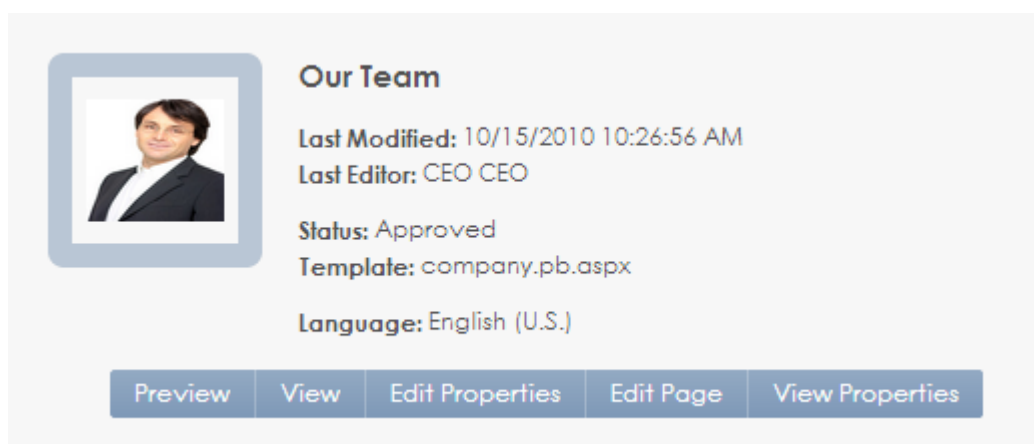 Our Team
Last Modified: 10/15/2010 10:26:56 AM
Last Editor: CEO CEO
Status: Approved
Template: company.pb.aspx
Language: English (U.S.)
Preview View Edit Properties Edit Page View Properties